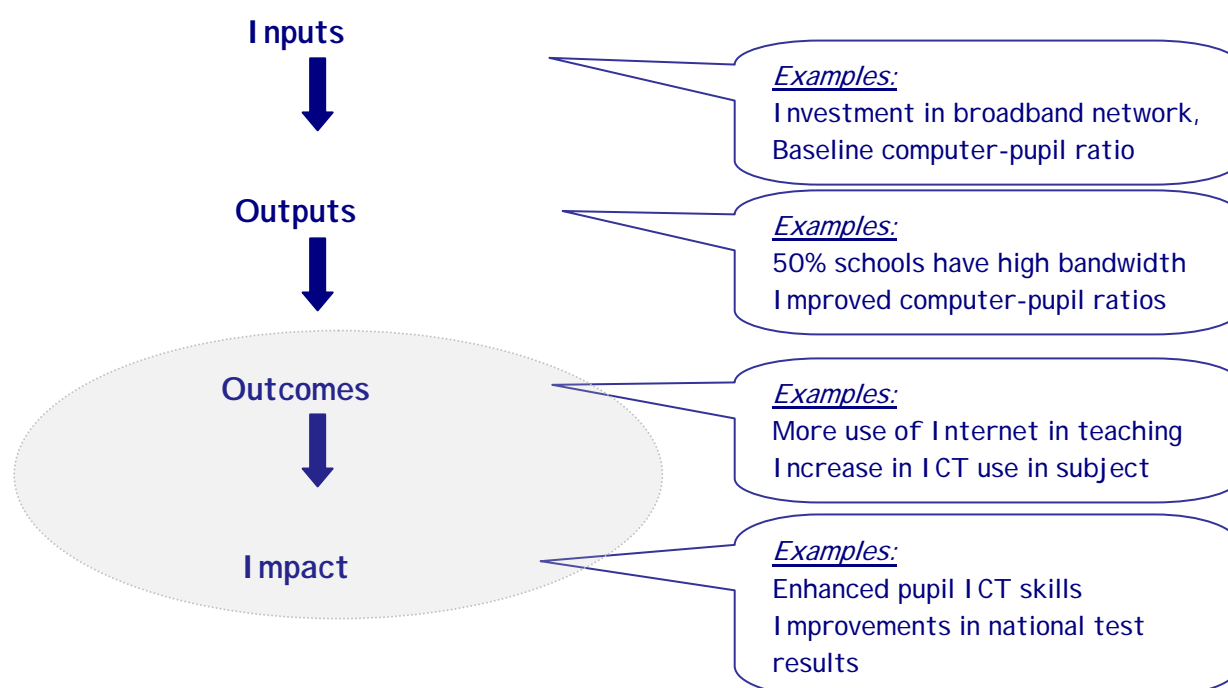 Inputs
Examples:
Investment in broadband network,
Baseline computer-pupil ratio
Outputs
Examples:
50% schools have high bandwidth
Improved computer-pupil ratios
Outcomes
Examples:
More use of Internet in teaching
Increase in ICT use in subject
Impact
Examples:
Enhanced pupil ICT skills
Improvements in national test
results